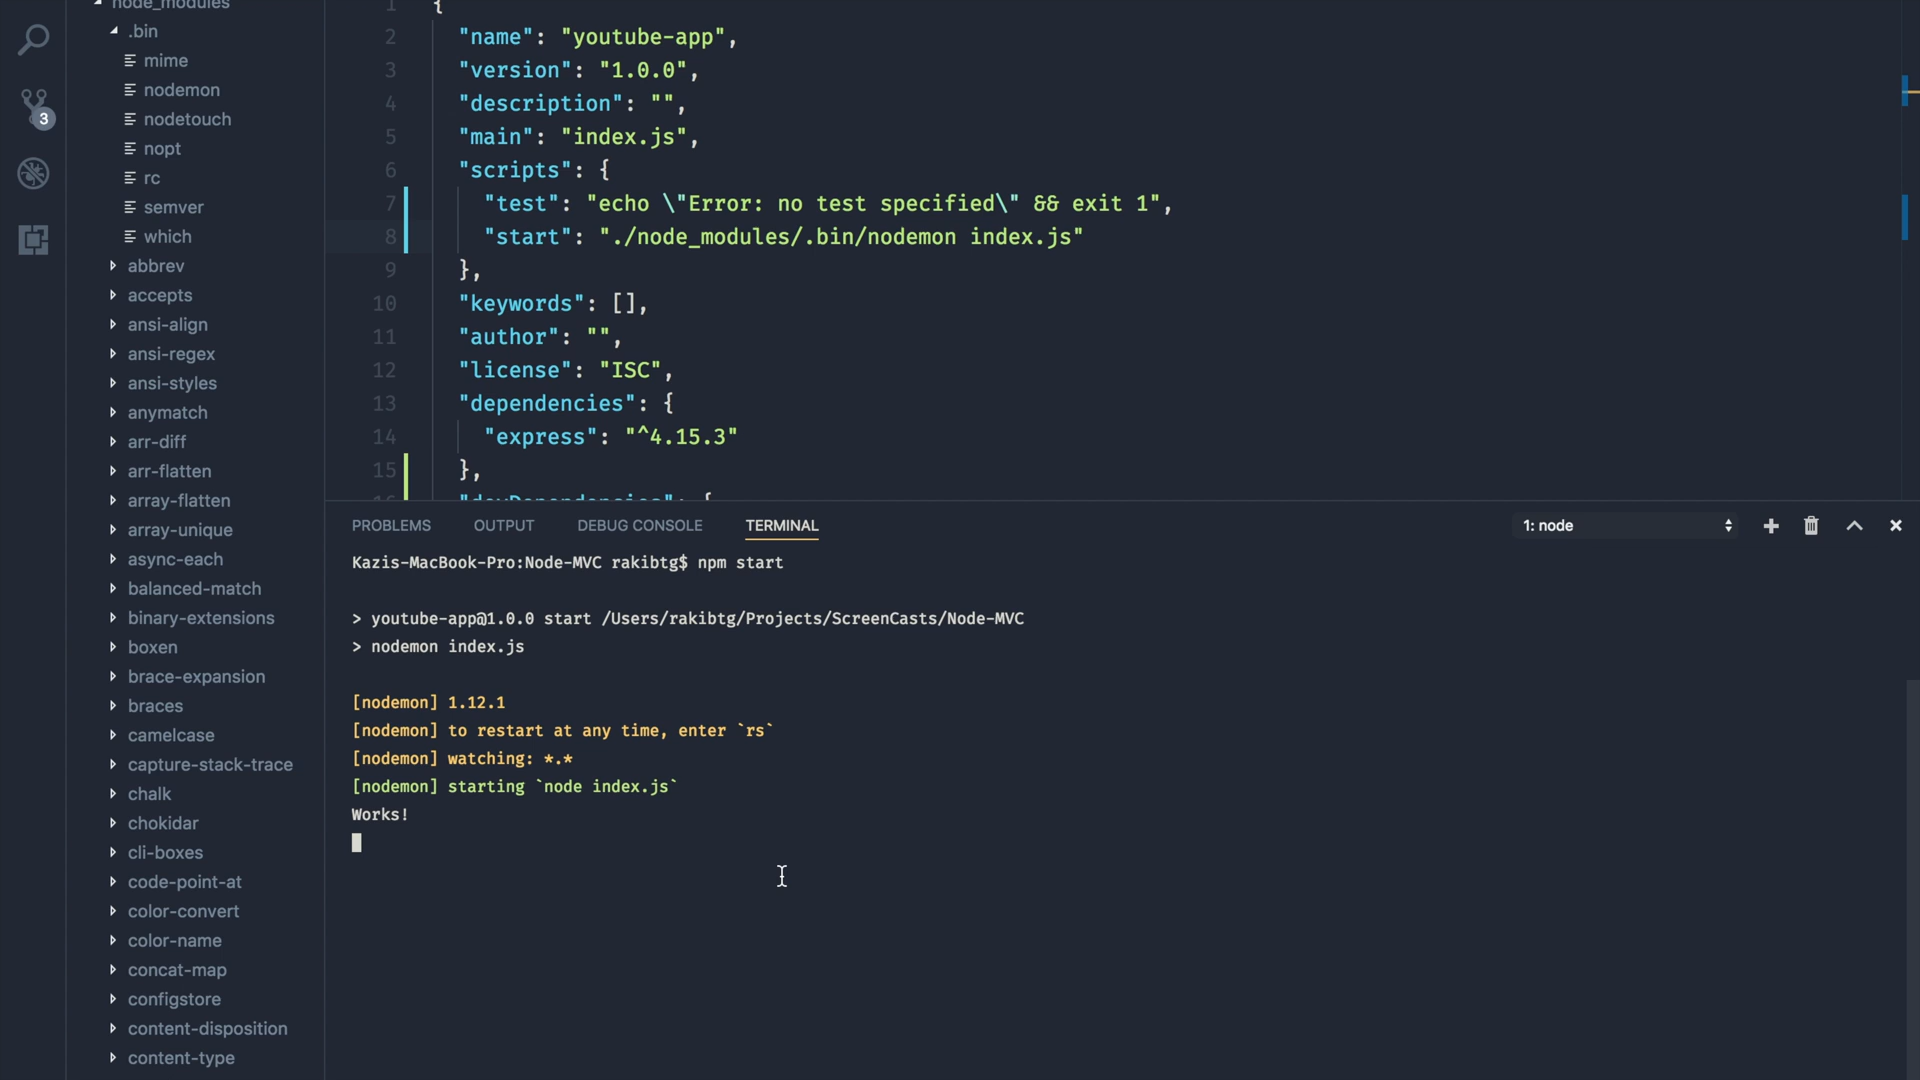 node_modules
.bin
mime
nodemon
nodetouch
nopt
rc
semver
which
abbrev
accepts
ansi-align
ansi-regex
ansi-styles
anymatch
arr-diff
arr-flatten
array-flatten
array-unique
async-each
balanced-match
binary-extensions
boxen
brace-expansion
braces
camelcase
capture-stack-trace
chalk
chokidar
cli-boxes
code-point-at
color-convert
color-name
concat-map
configstore
content-disposition
content-type
3
1 {
2 "name": "youtube-app",
3 "version": "1.0.0",
4 "description": "",
5 "main": "index.js",
6 "scripts": {
7 "test": "echo \"Error: no test specified\" && exit 1",
8 "start": "./node_modules/.bin/nodemon index.js"
9 },
10 "keywords": [],
11 "author": "",
12 "license": "ISC",
13 "dependencies": {
14 "express": "^4.15.3"
15 },
16 "devDependencies": {
PROBLEMS OUTPUT DEBUG CONSOLE TERMINAL 1: node
Kazis-MacBook-Pro:Node-MVC rakibtg$ npm start
> youtube-app@1.0.0 start /Users/rakibtg/Projects/ScreenCasts/Node-MVC
> nodemon index.js
[nodemon] 1.12.1
[nodemon] to restart at any time, enter `rs`
[nodemon] watching: *.*
[nodemon] starting `node index.js`
Works!